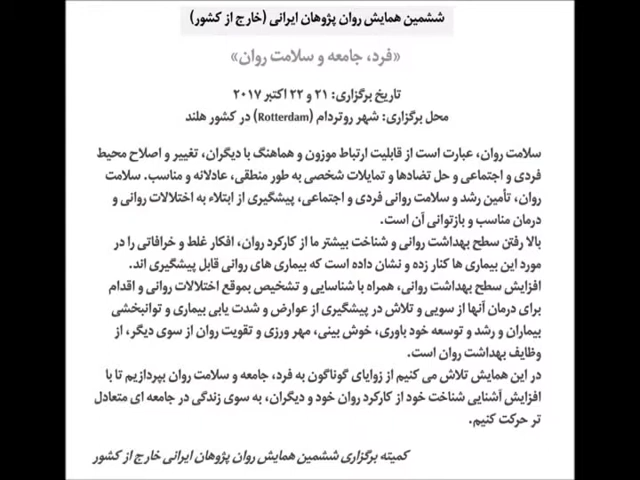 ششمین همایش روان پژوهان ایرانی (خارج از کشور)
«فرد، جامعه و سلامت روان»
تاریخ برگزاری: ۲۱ و ۲۲ اکتبر ۲۰۱۷
محل برگزاری: شهر روتردام (Rotterdam) در کشور هلند
سلامت روان، عبارت است از قابلیت ارتباط موزون و هماهنگ با دیگران، تغییر و اصلاح محیط
فردی و اجتماعی و حل تضادها و تمایلات شخصی به طور منطقی، عادلانه و مناسب. سلامت
روان، تأمین رشد و سلامت روانی فردی و اجتماعی، پیشگیری از ابتلاء به اختلالات روانی و
درمان مناسب و بازتوانی آن است.
بالا رفتن سطح بهداشت روانی و شناخت بیشتر ما از کارکرد روان، افکار غلط و خرافاتی را در
مورد این بیماری ها کنار زده و نشان داده است که بیماری های روانی قابل پیشگیری اند.
افزایش سطح بهداشت روانی، همراه با شناسایی و تشخیص بموقع اختلالات روانی و اقدام
برای درمان آنها از سویی و تلاش در پیشگیری از عوارض و شدت یابی بیماری و توانبخشی
بیماران و رشد و توسعه خود باوری، خوش بینی، مهر ورزی و تقویت روان از سوی دیگر، از
وظایف بهداشت روان است.
در این همایش تلاش می کنیم از زوایای گوناگون به فرد، جامعه و سلامت روان بپردازیم تا با
افزایش آشنایی شناخت خود از کارکرد روان خود و دیگران، به سوی زندگی در جامعه ای متعادل
تر حرکت کنیم.
کمیته برگزاری ششمین همایش روان پژوهان ایرانی خارج از کشور